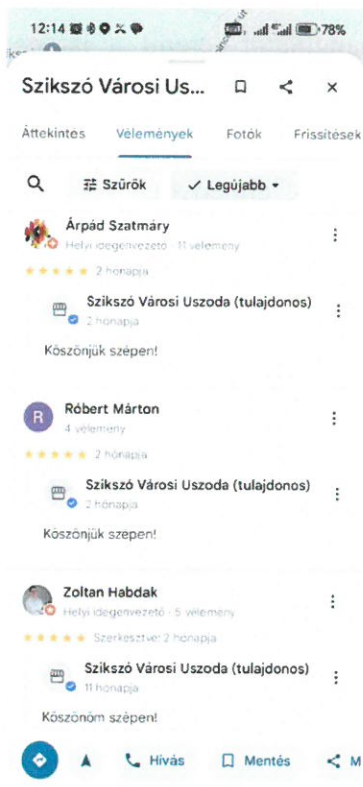 12:14
78%
Szikszó Városi Us...
Áttekintés Vélemények Fotók Frissítések
Szűrők Legújabb
Árpád Szatmáry
Helyi idegenvezető · 11 vélemény
2 hónapja
Szikszó Városi Uszoda (tulajdonos)
2 hónapja
Köszönjük szépen!
R
Róbert Márton
4 vélemény
2 hónapja
Szikszó Városi Uszoda (tulajdonos)
2 hónapja
Köszönjük szepen!
Zoltan Habdak
Helyi idegenvezető · 5 vélemény
Szerkesztve: 2 hónapja
Szikszó Városi Uszoda (tulajdonos)
11 hónapja
Köszönöm szépen!
Hívás Mentés M